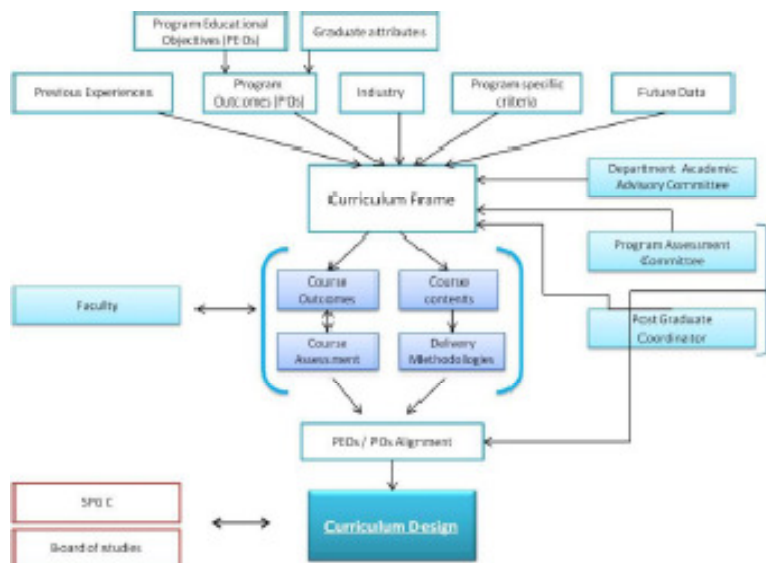 Program Educational
Objectives (PEOs)
Graduate attributes
Previous Experiences
Program
Outcomes (POs)
Industry
Program specific
criteria
Future Data
Curriculum Frame
Department Academic
Advisory Committee
Program Assessment
Committee
Post Graduate
Coordinator
Course
Outcomes
Course
contents
Faculty
Course
Assessment
Delivery
Methodologies
PEOs / POs Alignment
SPG C
Board of studies
Curriculum Design